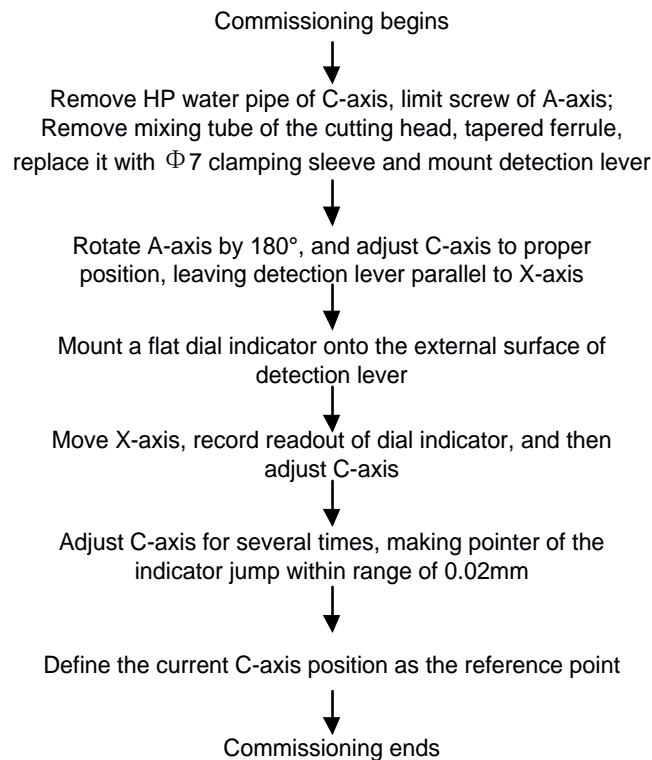 Commissioning begins
Remove HP water pipe of C-axis, limit screw of A-axis;
Remove mixing tube of the cutting head, tapered ferrule,
replace it with Φ7 clamping sleeve and mount detection lever
Rotate A-axis by 180°, and adjust C-axis to proper
position, leaving detection lever parallel to X-axis
Mount a flat dial indicator onto the external surface of
detection lever
Move X-axis, record readout of dial indicator, and then
adjust C-axis
Adjust C-axis for several times, making pointer of the
indicator jump within range of 0.02mm
Define the current C-axis position as the reference point
Commissioning ends